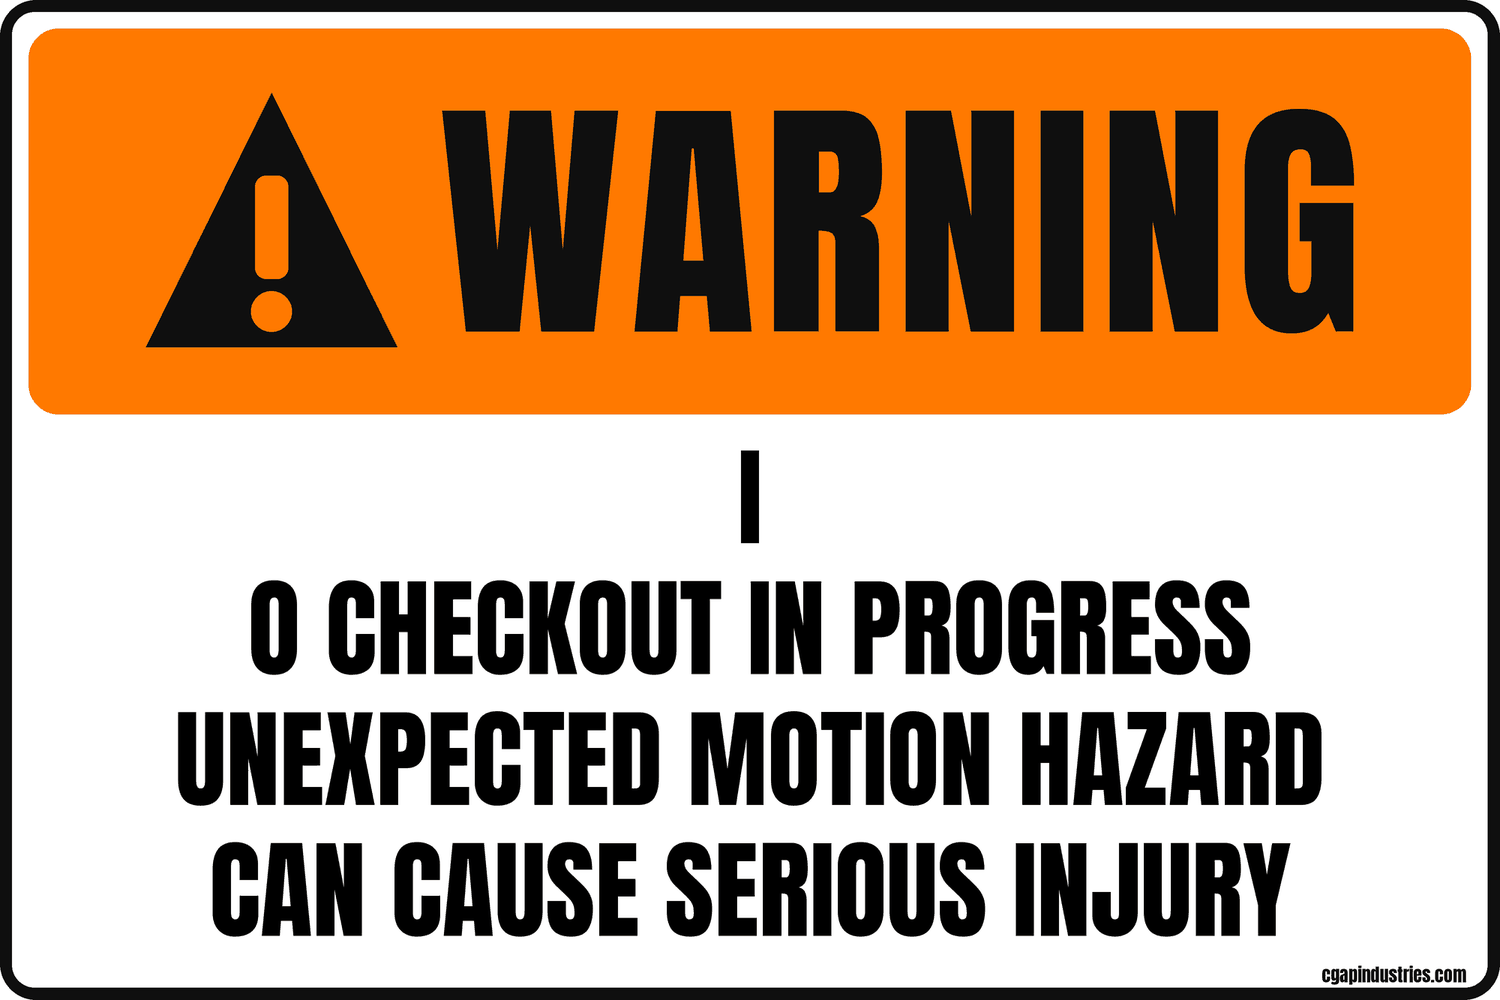 WARNING
I
O CHECKOUT IN PROGRESS
UNEXPECTED MOTION HAZARD
CAN CAUSE SERIOUS INJURY
cgapindustries.com